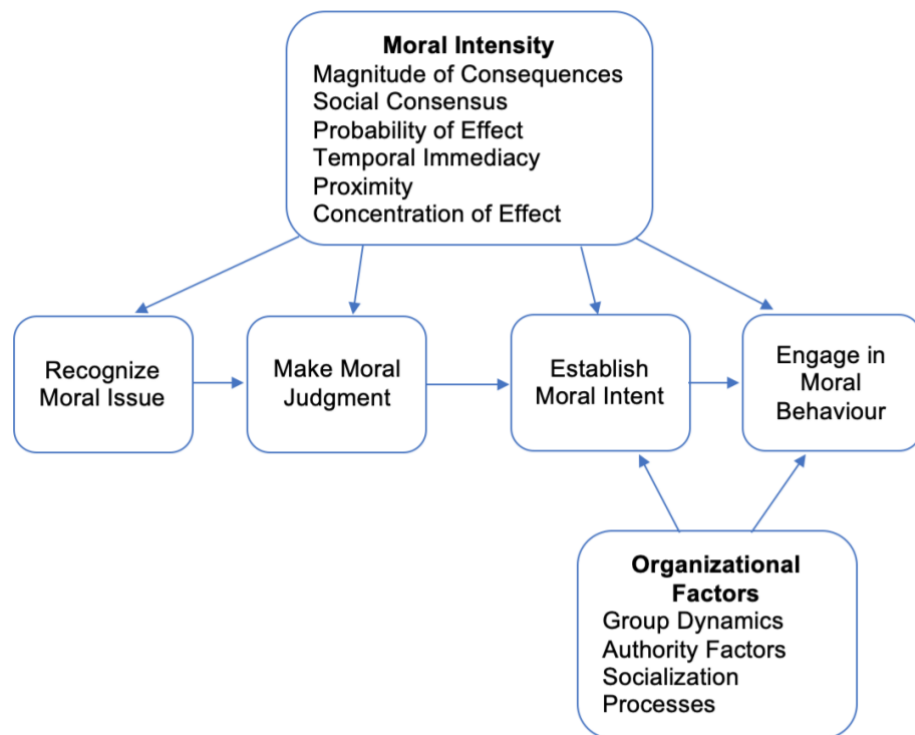 Moral Intensity
Magnitude of Consequences
Social Consensus
Probability of Effect
Temporal Immediacy
Proximity
Concentration of Effect
Recognize
Moral Issue
Make Moral
Judgment
Establish
Moral Intent
Engage in
Moral
Behaviour
Organizational
Factors
Group Dynamics
Authority Factors
Socialization
Processes